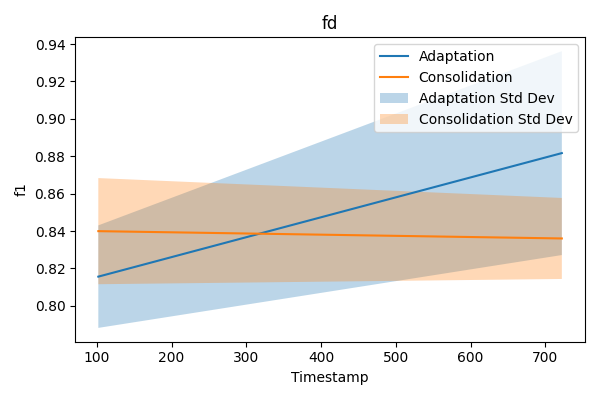 fd
0.94
0.92
0.90
0.88
0.86
0.84
0.82
0.80
f1
Adaptation
Consolidation
Adaptation Std Dev
Consolidation Std Dev
100 200 300 400 500 600 700
Timestamp